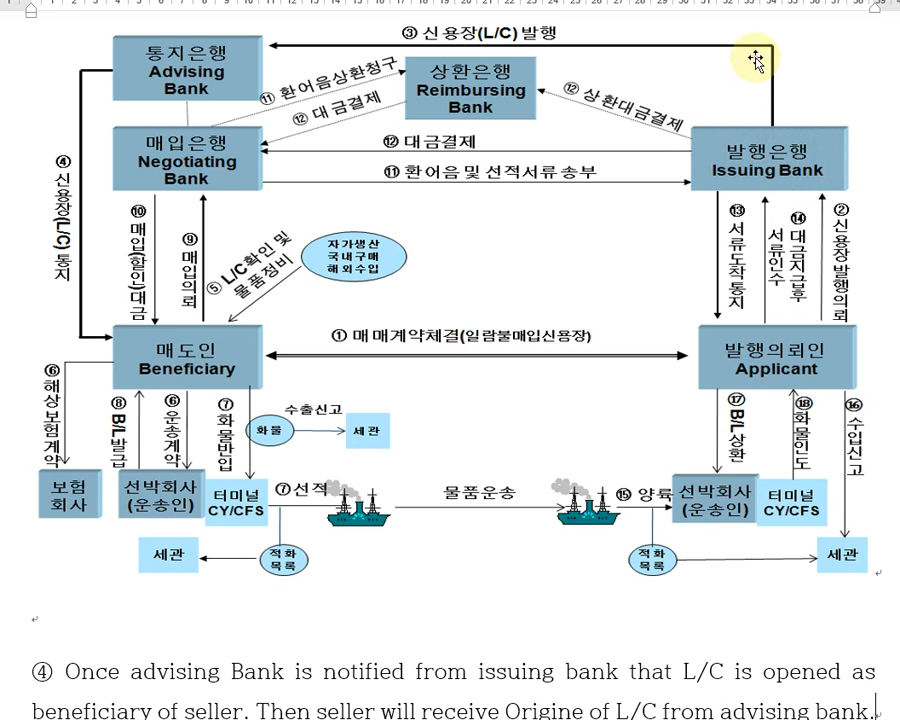 ③ 신용장(L/C) 발행
통지은행
Advising
Bank
상환은행
Reimbursing
Bank
⑪ 환어음상환청구
⑫ 대금결제
⑫ 상환대금결제
매입은행
Negotiating
Bank
⑫ 대금결제
⑪ 환어음 및 선적서류 송부
발행은행
Issuing Bank
④ 신용장(L/C) 통지
⑩ 매입(할인)대금
⑨ 매입의뢰
⑤ L/C확인 및
물품정비
자가생산
국내구매
해외수입
⑬ 서류도착통지
⑭ 대금지급후
서류인수
② 신용장발행의뢰
매도인
Beneficiary
① 매매계약체결(일람불매입신용장)
발행의뢰인
Applicant
⑥ 해상보험계약
⑧ B/L발급
⑥ 운송계약
⑦ 화물반입
화물
수출신고
세관
⑰ B/L상환
⑱ 화물인도
⑯ 수입신고
보험
회사
선박회사
(운송인)
터미널
CY/CFS
⑦ 선적
물품운송
⑮ 양륙
선박회사
(운송인)
터미널
CY/CFS
세관
적화
목록
적화
목록
세관
④ Once advising Bank is notified from issuing bank that L/C is opened as
beneficiary of seller. Then seller will receive Origine of L/C from advising bank.